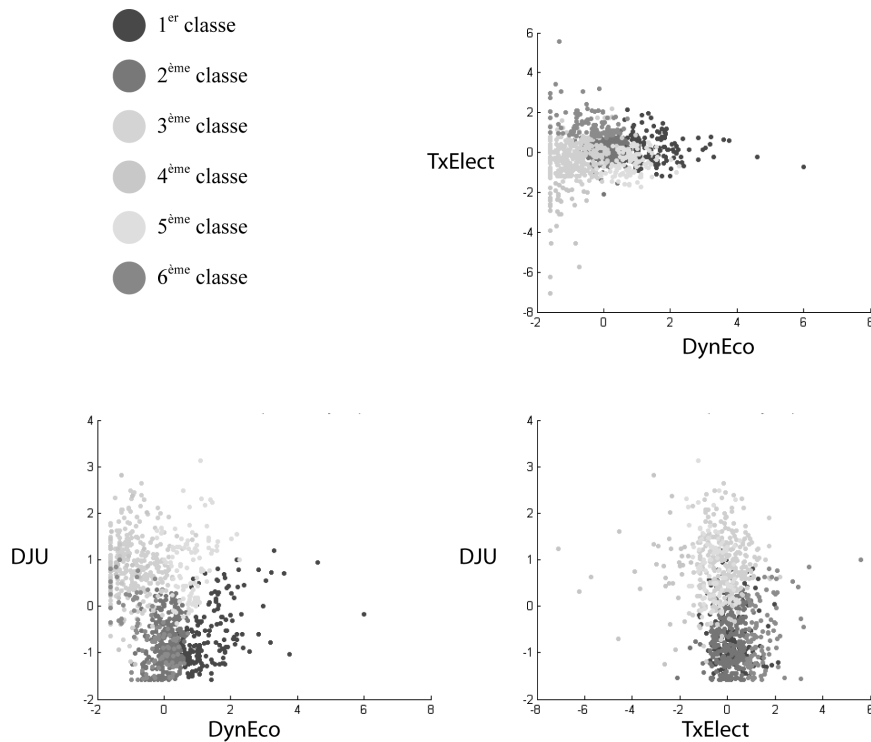 1er classe
2ème classe
3ème classe
4ème classe
5ème classe
6ème classe
6
4
2
0
-2
-4
-6
-8
TxElect
-2 0 2 4 6 8
DynEco
4
3
2
1
0
-1
-2
DJU
-2 0 2 4 6 8
DynEco
4
3
2
1
0
-1
-2
DJU
-8 -6 -4 -2 0 2 4 6
TxElect